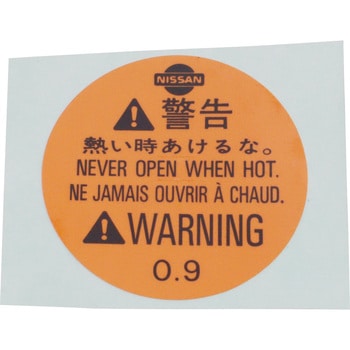 NISSAN
警告
熱い時あけるな。
NEVER OPEN WHEN HOT.
NE JAMAIS OUVRIR À CHAUD.
WARNING
0.9